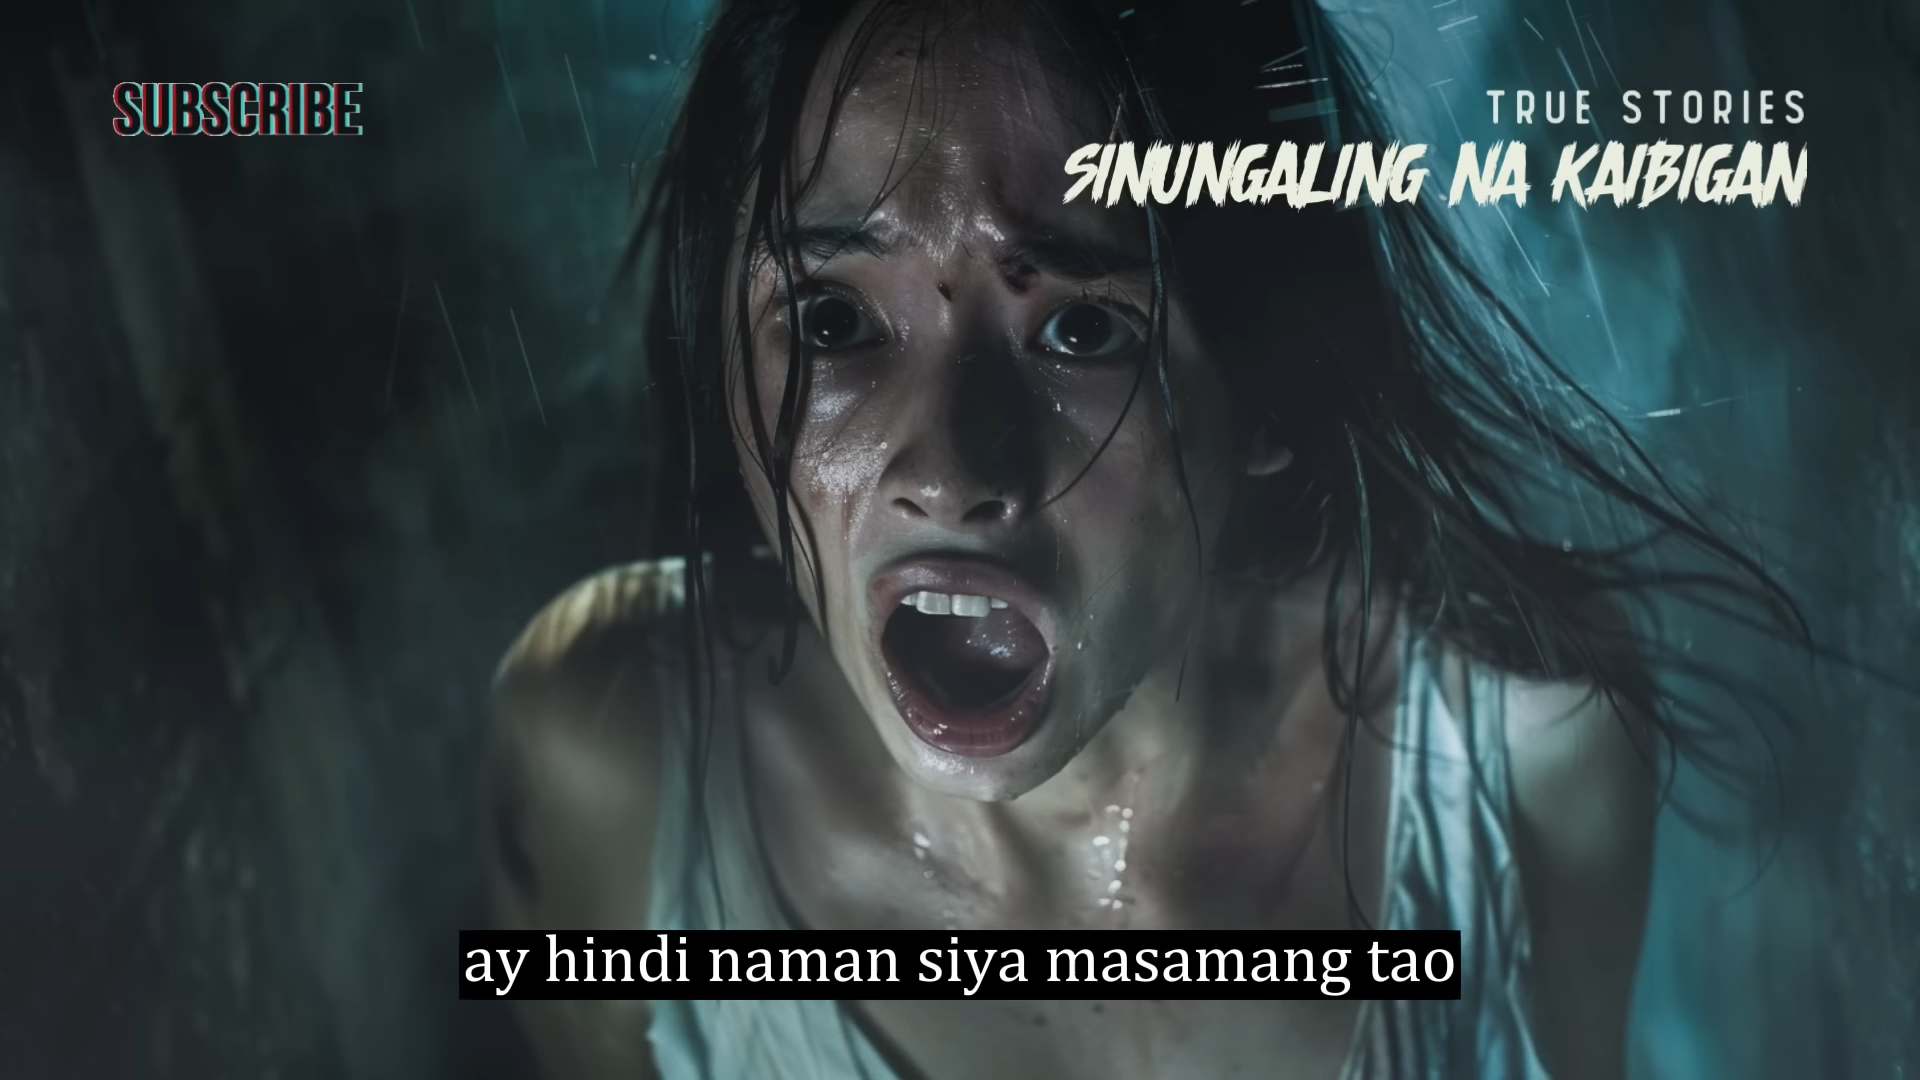 SUBSCRIBE
TRUE STORIES
SINUNGALING NA KAIBIGAN
ay hindi naman siya masamang tao